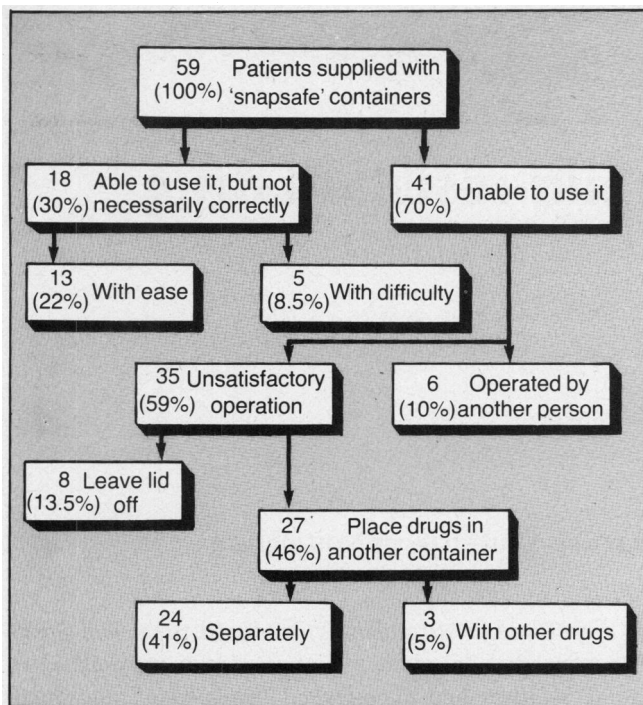 59 Patients supplied with
(100%) 'snapsafe' containers
18 Able to use it, but not
(30%) necessarily correctly
41 Unable to use it
(70%)
13 With ease
(22%)
5 With difficulty
(8.5%)
35 Unsatisfactory
(59%) operation
6 Operated by
(10%) another person
8 Leave lid
(13.5%) off
27 Place drugs in
(46%) another container
24 Separately
(41%)
3 With other drugs
(5%)